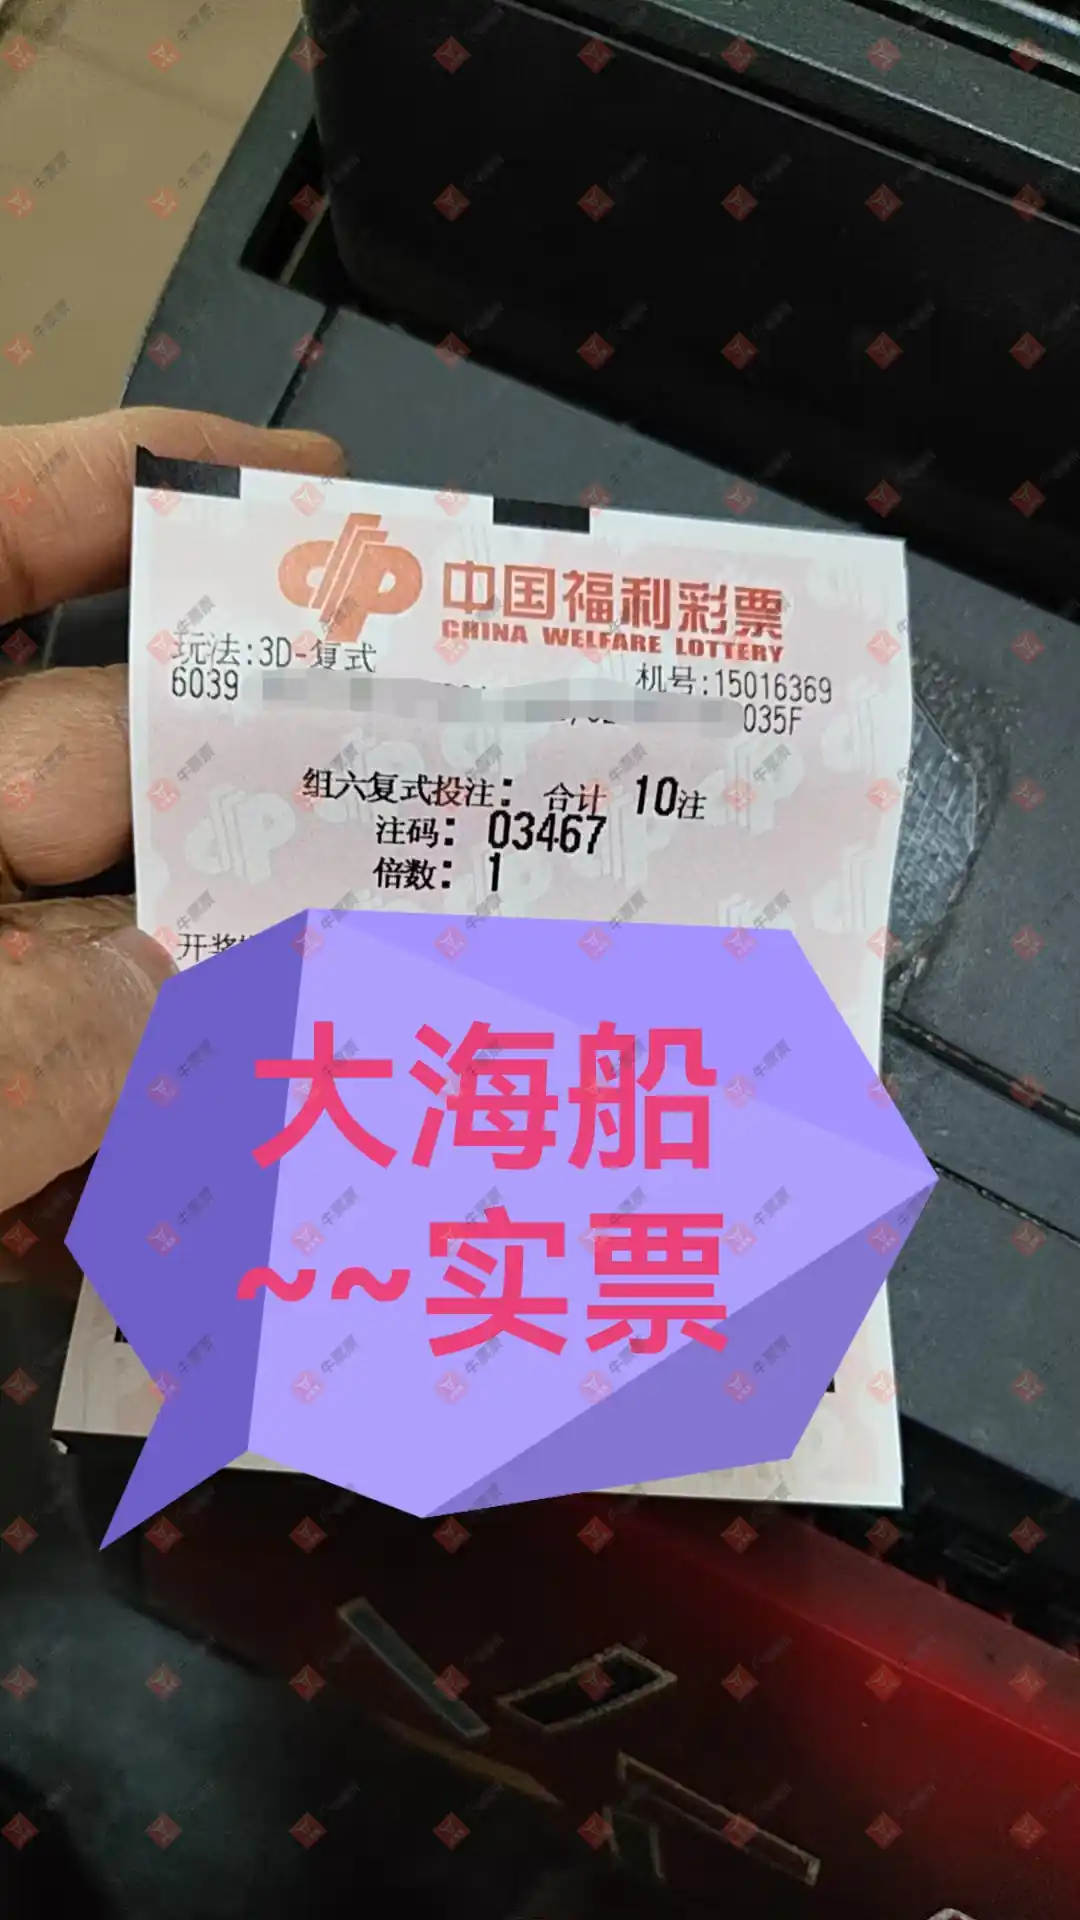 中国福利彩票
CHINA WELFARE LOTTERY
玩法:3D-复式
机号:15016369
6039
035F
组六复式投注: 合计 10注
注码: 03467
倍数: 1
开奖
大海船
~~实票